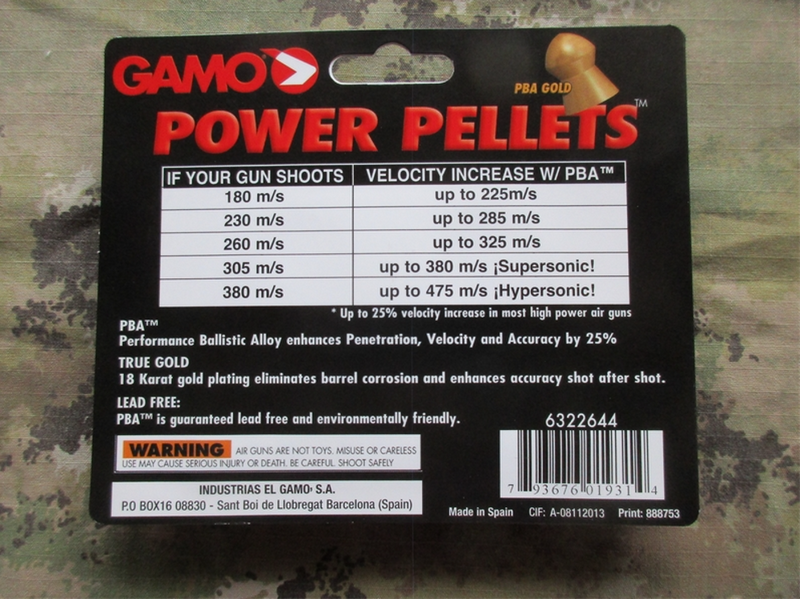 GAMO
PBA GOLD
POWER PELLETS™
IF YOUR GUN SHOOTS VELOCITY INCREASE W/ PBA™
180 m/s up to 225m/s
230 m/s up to 285 m/s
260 m/s up to 325 m/s
305 m/s up to 380 m/s ¡Supersonic!
380 m/s up to 475 m/s ¡Hypersonic!
* Up to 25% velocity increase in most high power air guns
PBA™
Performance Ballistic Alloy enhances Penetration, Velocity and Accuracy by 25%
TRUE GOLD
18 Karat gold plating eliminates barrel corrosion and enhances accuracy shot after shot.
LEAD FREE:
PBA™ is guaranteed lead free and environmentally friendly.
WARNING AIR GUNS ARE NOT TOYS. MISUSE OR CARELESS
USE MAY CAUSE SERIOUS INJURY OR DEATH. BE CAREFUL. SHOOT SAFELY
INDUSTRIAS EL GAMO, S.A.
P.O BOX16 08830 - Sant Boi de Llobregat Barcelona (Spain)
6322644
7 93676 01931 4
Made in Spain CIF: A-08112013 Print: 888753